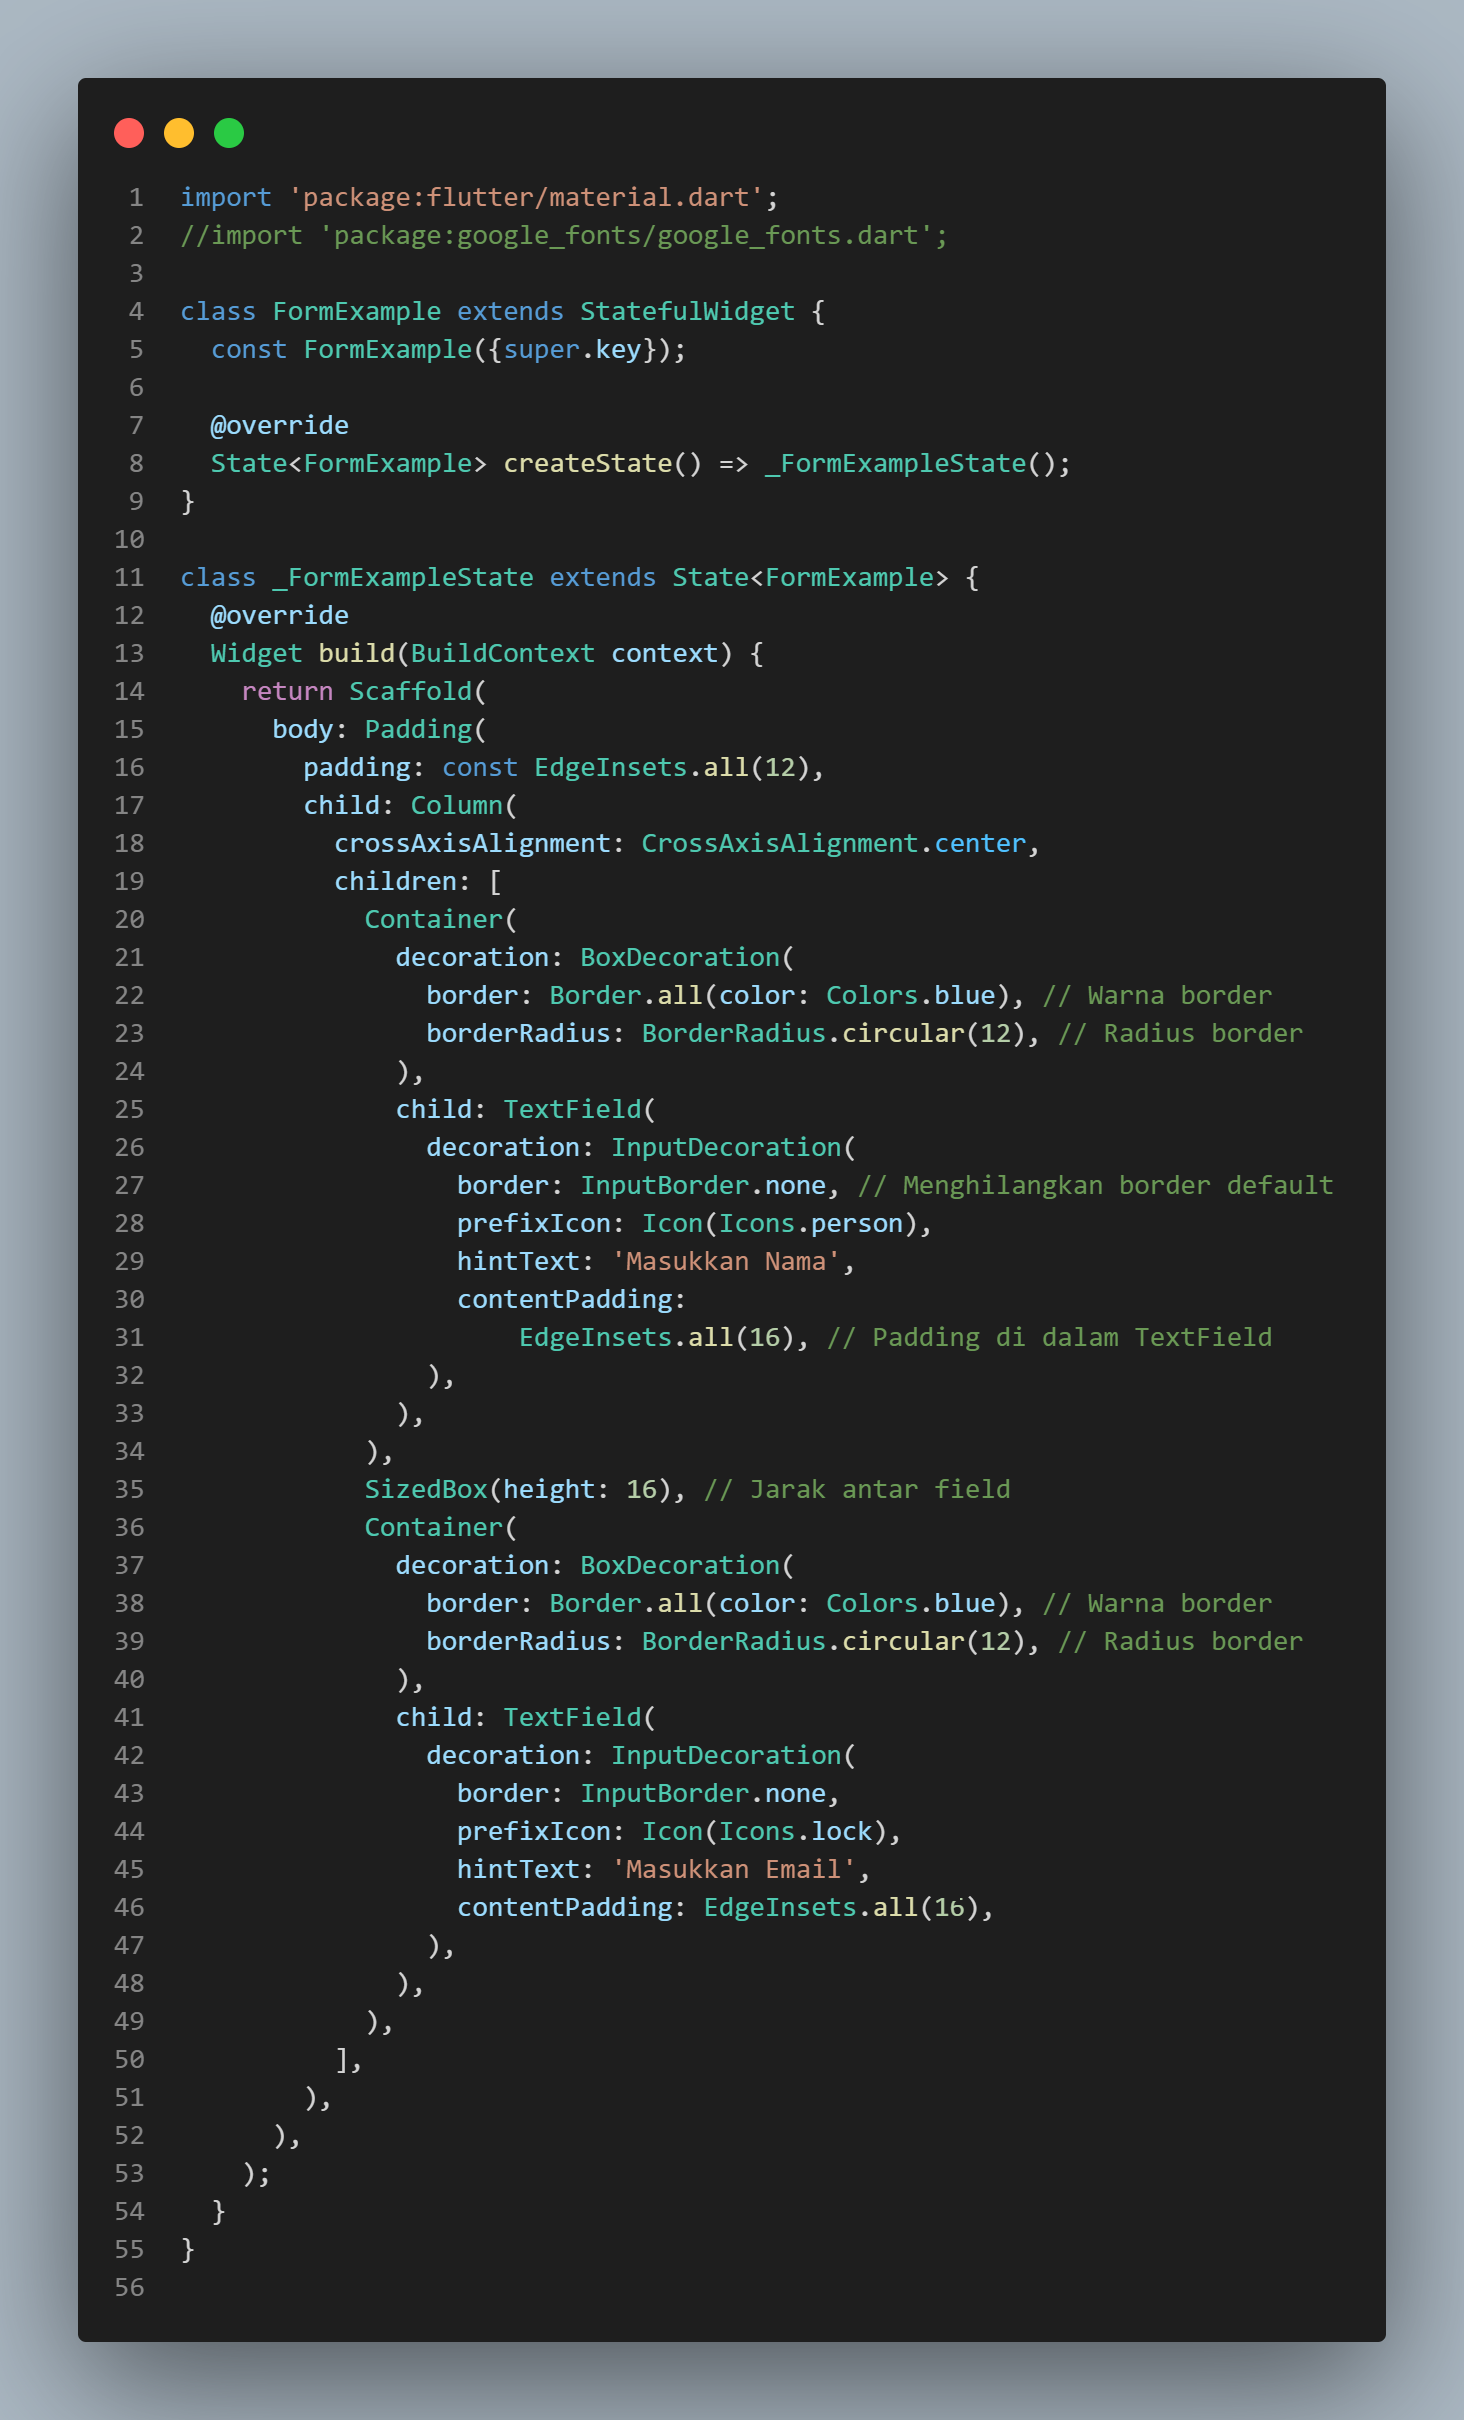 1 import 'package:flutter/material.dart';
2 //import 'package:google_fonts/google_fonts.dart';
3
4 class FormExample extends StatefulWidget {
5   const FormExample({super.key});
6
7   @override
8   State<FormExample> createState() => _FormExampleState();
9 }
10
11 class _FormExampleState extends State<FormExample> {
12   @override
13   Widget build(BuildContext context) {
14     return Scaffold(
15       body: Padding(
16         padding: const EdgeInsets.all(12),
17         child: Column(
18           crossAxisAlignment: CrossAxisAlignment.center,
19           children: [
20             Container(
21               decoration: BoxDecoration(
22                 border: Border.all(color: Colors.blue), // Warna border
23                 borderRadius: BorderRadius.circular(12), // Radius border
24               ),
25               child: TextField(
26                 decoration: InputDecoration(
27                   border: InputBorder.none, // Menghilangkan border default
28                   prefixIcon: Icon(Icons.person),
29                   hintText: 'Masukkan Nama',
30                   contentPadding:
31                       EdgeInsets.all(16), // Padding di dalam TextField
32                 ),
33               ),
34             ),
35             SizedBox(height: 16), // Jarak antar field
36             Container(
37               decoration: BoxDecoration(
38                 border: Border.all(color: Colors.blue), // Warna border
39                 borderRadius: BorderRadius.circular(12), // Radius border
40               ),
41               child: TextField(
42                 decoration: InputDecoration(
43                   border: InputBorder.none,
44                   prefixIcon: Icon(Icons.lock),
45                   hintText: 'Masukkan Email',
46                   contentPadding: EdgeInsets.all(16),
47                 ),
48               ),
49             ),
50           ],
51         ),
52       ),
53     );
54   }
55 }
56